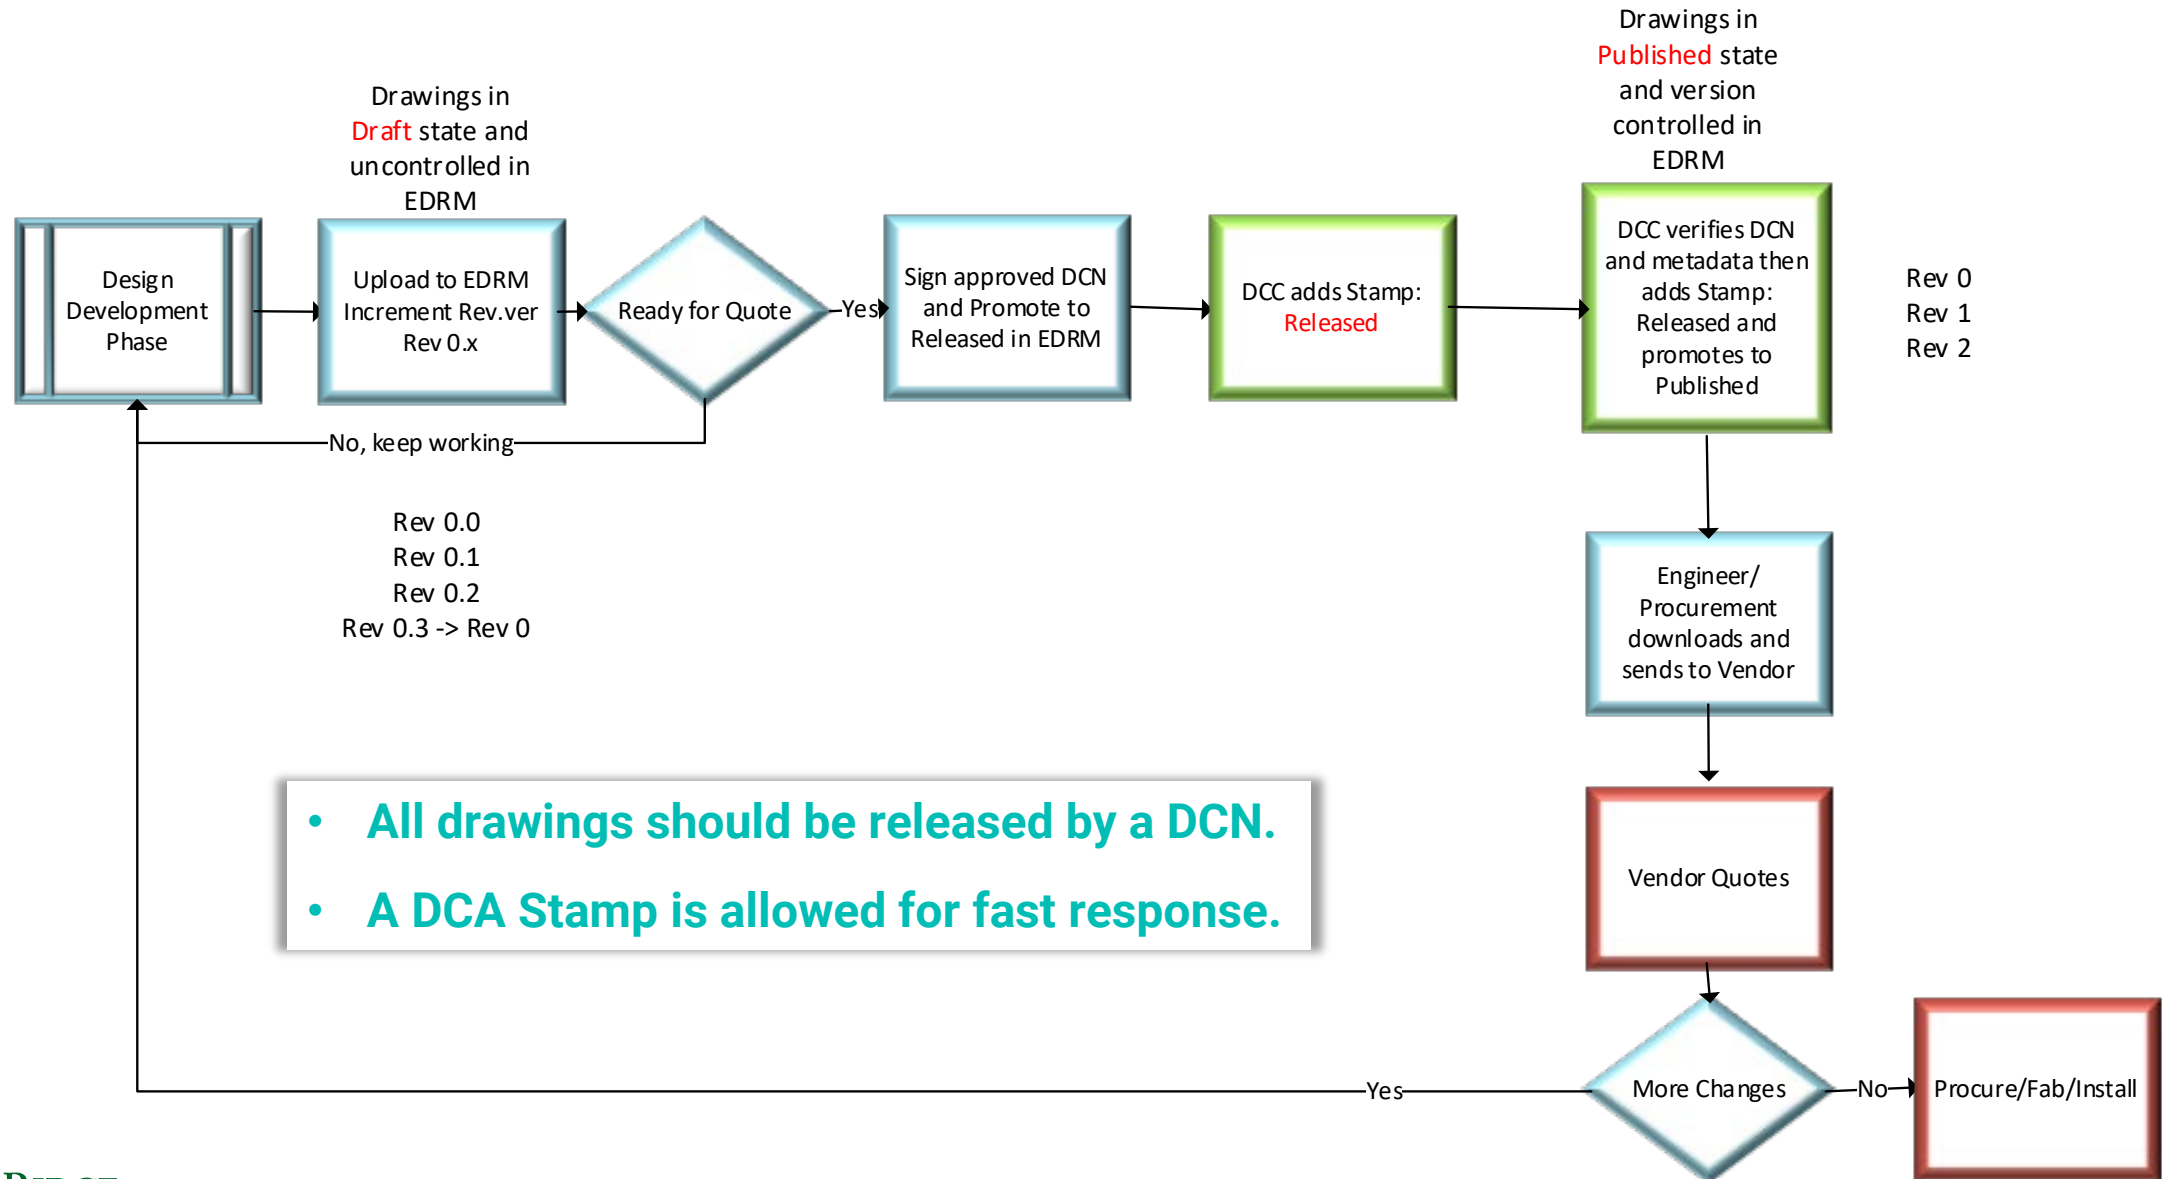 Drawings in
Draft state and
uncontrolled in
EDRM
Drawings in
Published state
and version
controlled in
EDRM
Design
Development
Phase
Upload to EDRM
Increment Rev.ver
Rev 0.x
Ready for Quote
Yes
Sign approved DCN
and Promote to
Released in EDRM
DCC adds Stamp:
Released
DCC verifies DCN
and metadata then
adds Stamp:
Released and
promotes to
Published
Rev 0
Rev 1
Rev 2
No, keep working
Rev 0.0
Rev 0.1
Rev 0.2
Rev 0.3 -> Rev 0
Engineer/
Procurement
downloads and
sends to Vendor
• All drawings should be released by a DCN.
• A DCA Stamp is allowed for fast response.
Vendor Quotes
More Changes
Yes
No
Procure/Fab/Install